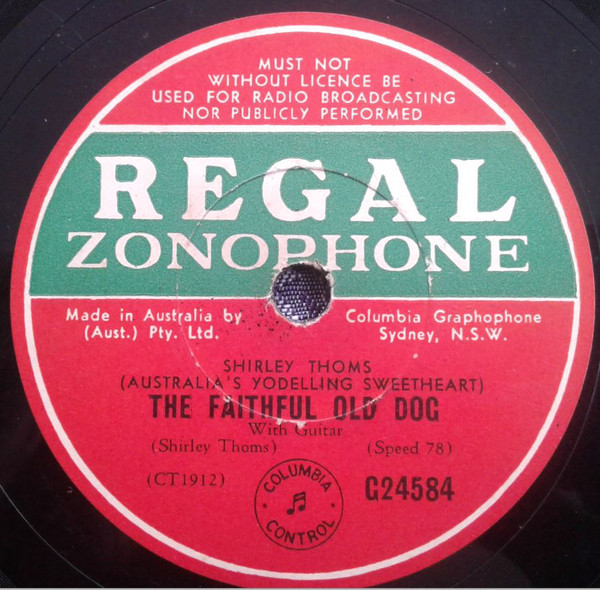 MUST NOT
WITHOUT LICENCE BE
USED FOR RADIO BROADCASTING
NOR PUBLICLY PERFORMED
REGAL
ZONOPHONE
Made in Australia by Columbia Graphophone
(Aust.) Pty. Ltd. Sydney, N.S.W.
SHIRLEY THOMS
(AUSTRALIA'S YODELLING SWEETHEART)
THE FAITHFUL OLD DOG
With Guitar
(Shirley Thoms) (Speed 78)
(CT1912) G24584
COLUMBIA
CONTROL